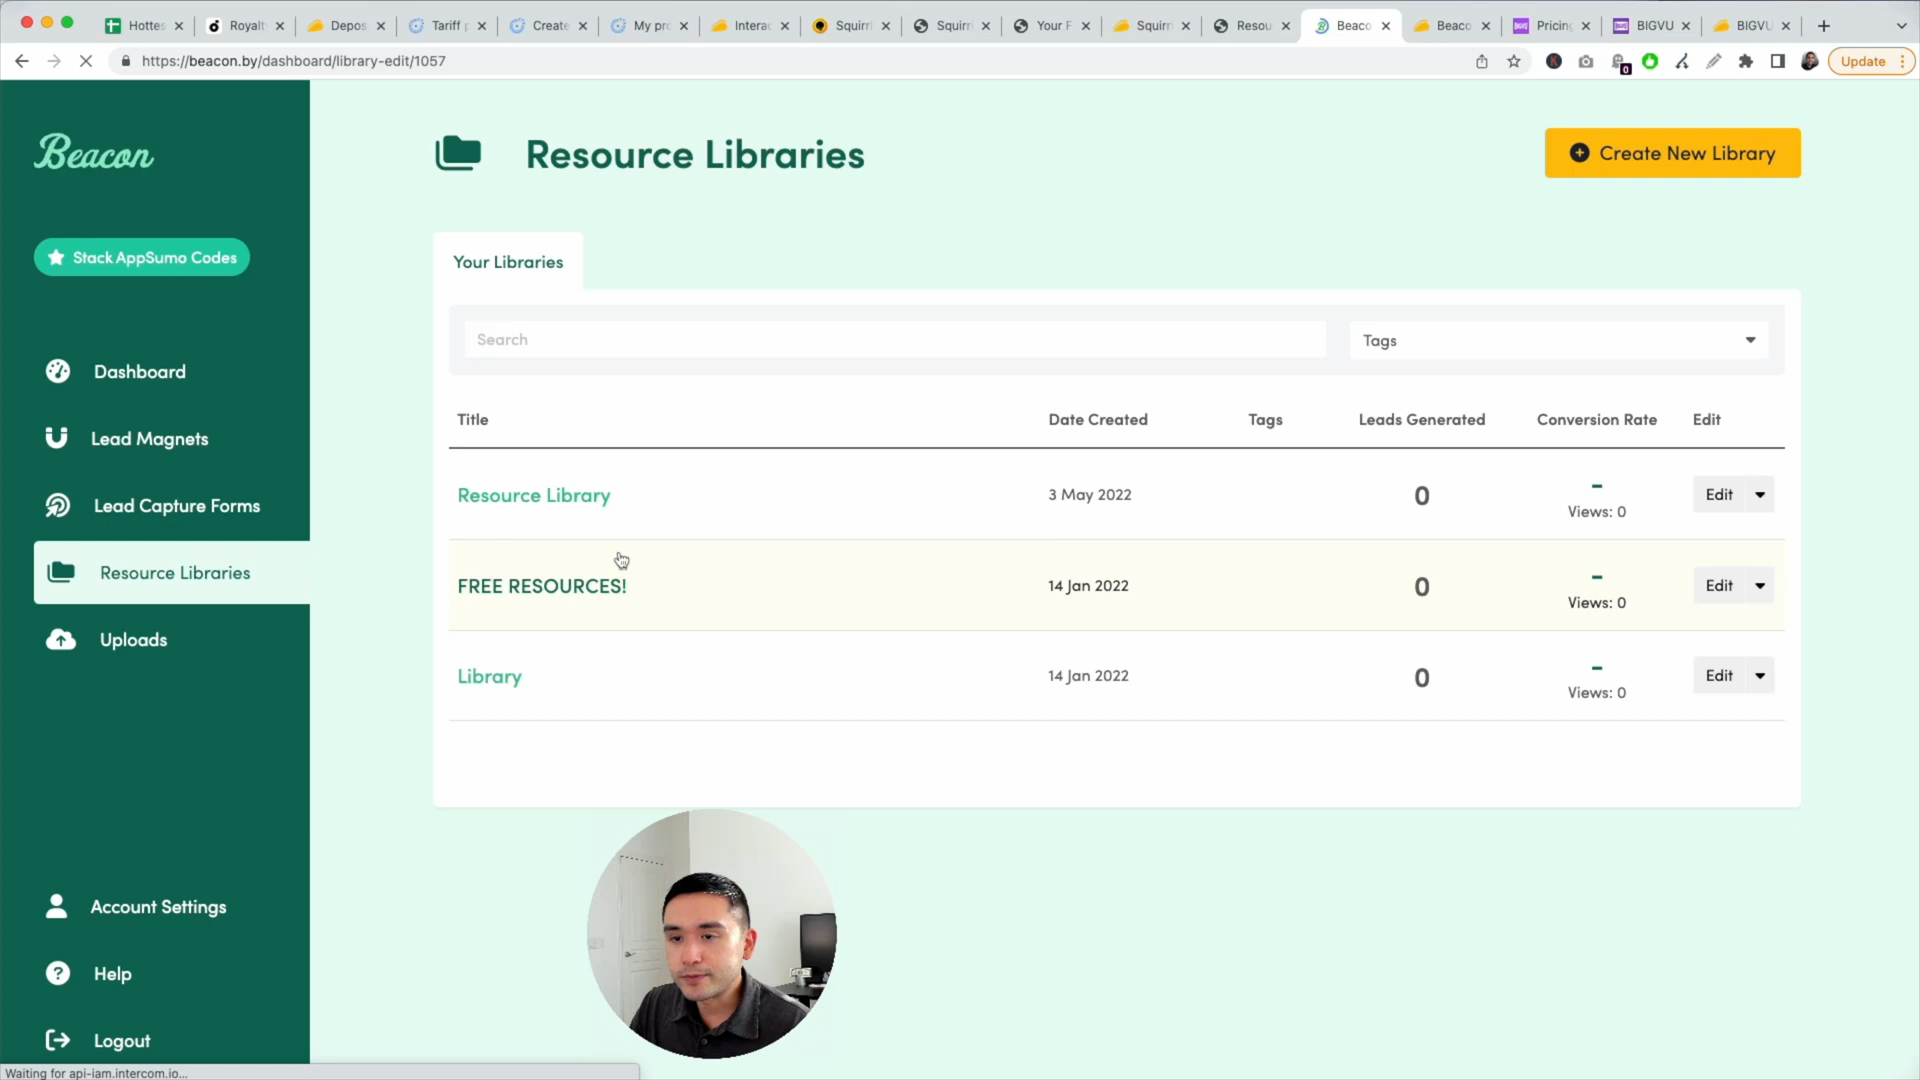 Hottes
Royalt
Depos
Tariff p
Create
My pro
Interac
Squirr
Squirr
Your F
Squirr
Resou
Beaco
Beaco
Pricing
BIGVU
BIGVU
https://beacon.by/dashboard/library-edit/1057
0
Update
Beacon
Stack AppSumo Codes
Dashboard
Lead Magnets
Lead Capture Forms
Resource Libraries
Uploads
Account Settings
Help
Logout
Resource Libraries
Create New Library
Your Libraries
Search
Tags
Title Date Created Tags Leads Generated Conversion Rate Edit
Resource Library 3 May 2022 0 - Edit
Views: 0
FREE RESOURCES! 14 Jan 2022 0 - Edit
Views: 0
Library 14 Jan 2022 0 - Edit
Views: 0
Waiting for api-iam.intercom.io...